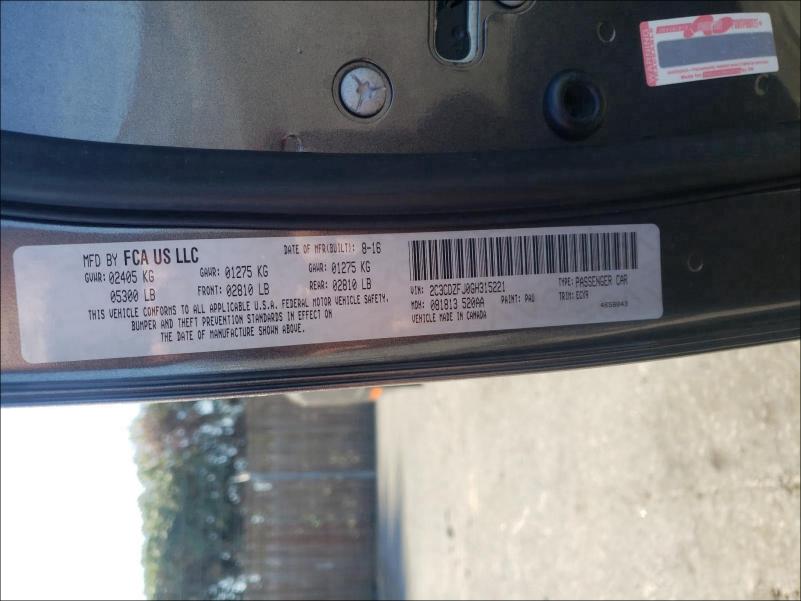 MFD BY FCA US LLC
DATE OF MFR(BUILT): 8-16
GVWR: 02405 KG GAWR: 01275 KG GAWR: 01275 KG
05300 LB FRONT: 02810 LB REAR: 02810 LB
THIS VEHICLE CONFORMS TO ALL APPLICABLE U.S.A. FEDERAL MOTOR VEHICLE SAFETY,
BUMPER AND THEFT PREVENTION STANDARDS IN EFFECT ON
THE DATE OF MANUFACTURE SHOWN ABOVE.
VIN: 2C3CDZFJ0GH315221 TYPE: PASSENGER CAR
MDH: 081813 520AA PAINT: PAU TRIM: ECX9
VEHICLE MADE IN CANADA 4658043